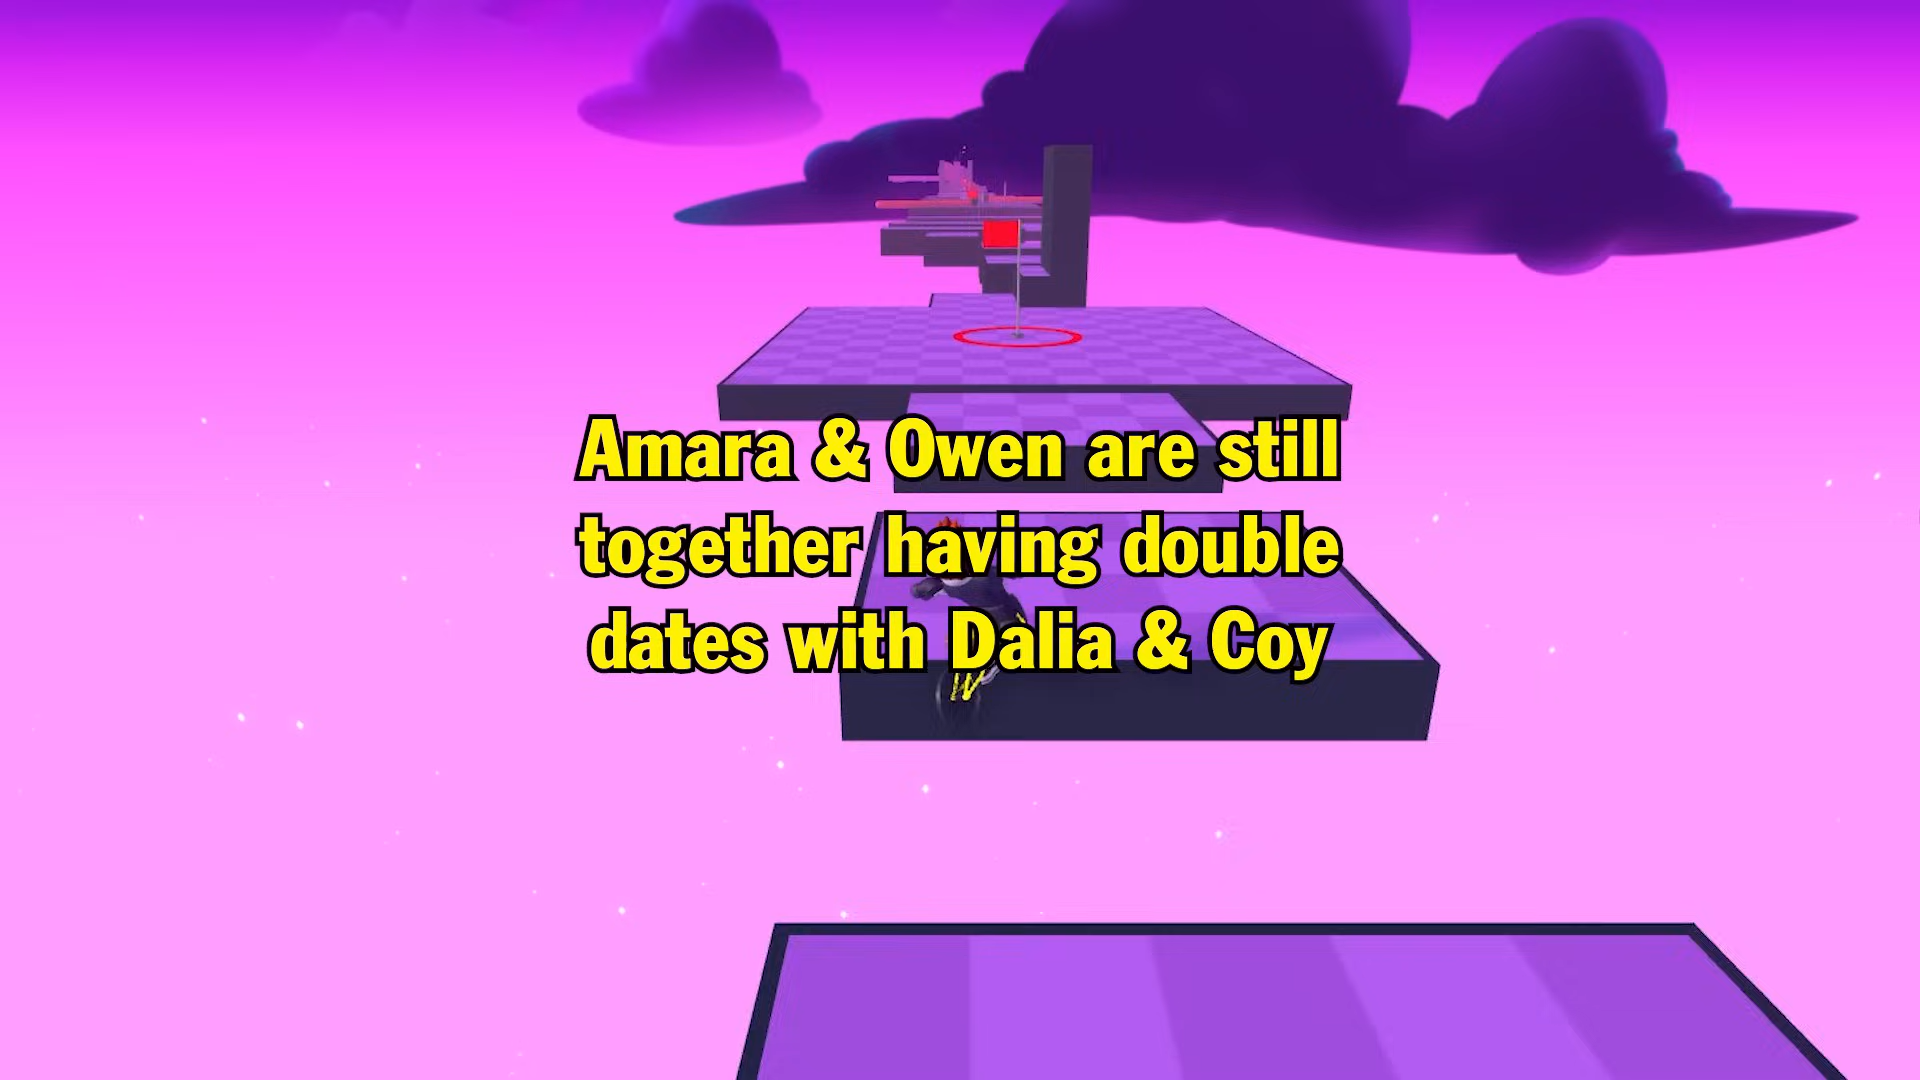 Amara & Owen are still
together having double
dates with Dalia & Coy